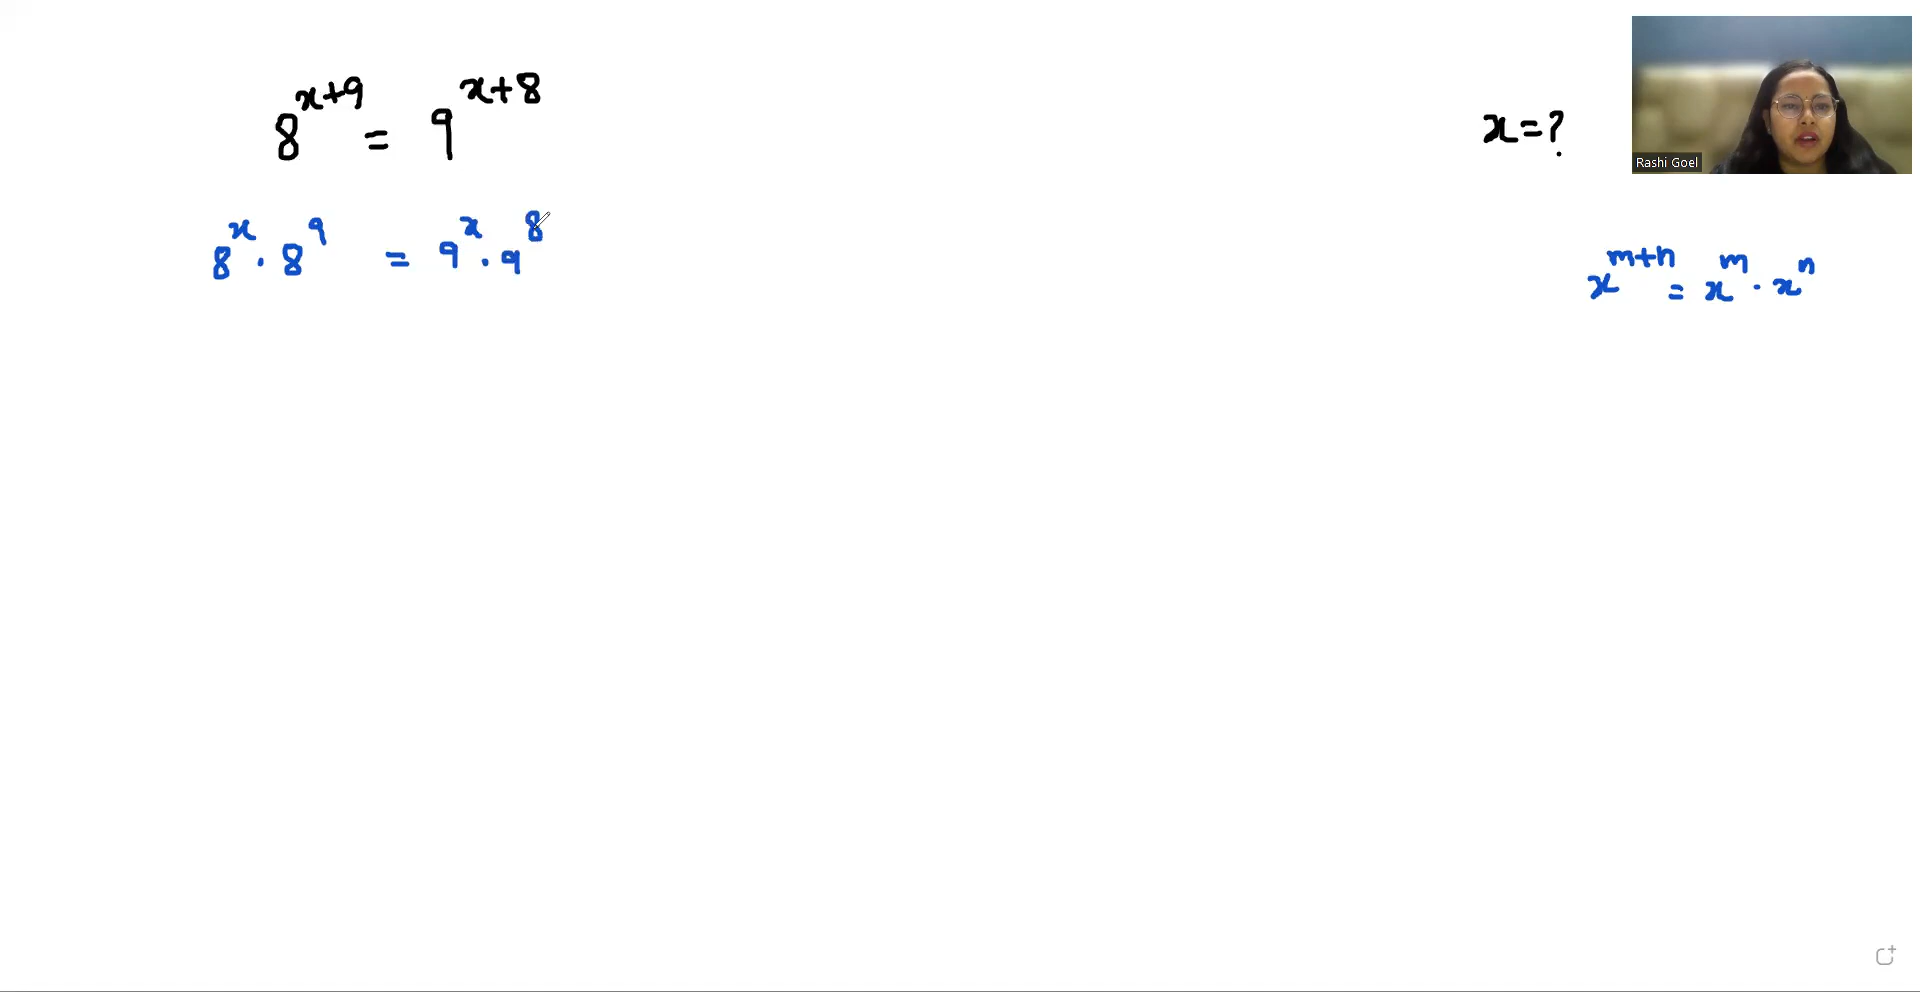 8^{x+9} = 9^{x+8}
x=?
Rashi Goel
8^x · 8^9 = 9^x · 9^8
x^{m+n} = x^m · x^n